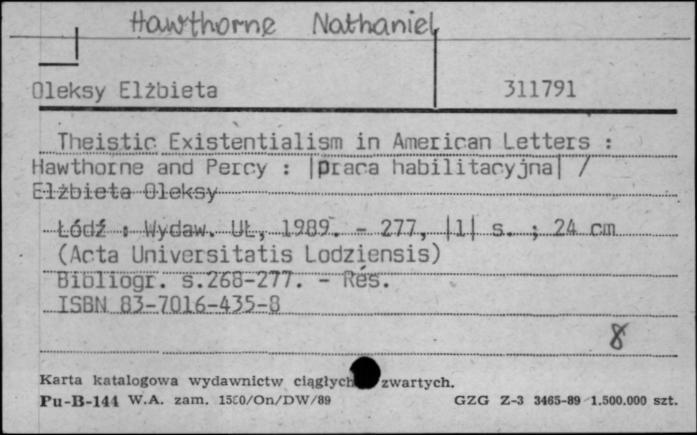 Hawthorne Nathaniel
Oleksy Elżbieta 311791
Theistic Existentialism in American Letters :
Hawthorne and Percy : |praca habilitacyjna| /
Elżbieta Oleksy
Łódź : Wydaw. UŁ, 1989. - 277, |1| s. ; 24 cm
(Acta Universitatis Lodziensis)
Bibliogr. s.268-277. - Rés.
ISBN 83-7016-435-8
8
Karta katalogowa wydawnictw ciągłych zwartych.
Pu-B-144 W.A. zam. 1500/On/DW/89 GZG Z-3 3465-89 1.500.000 szt.